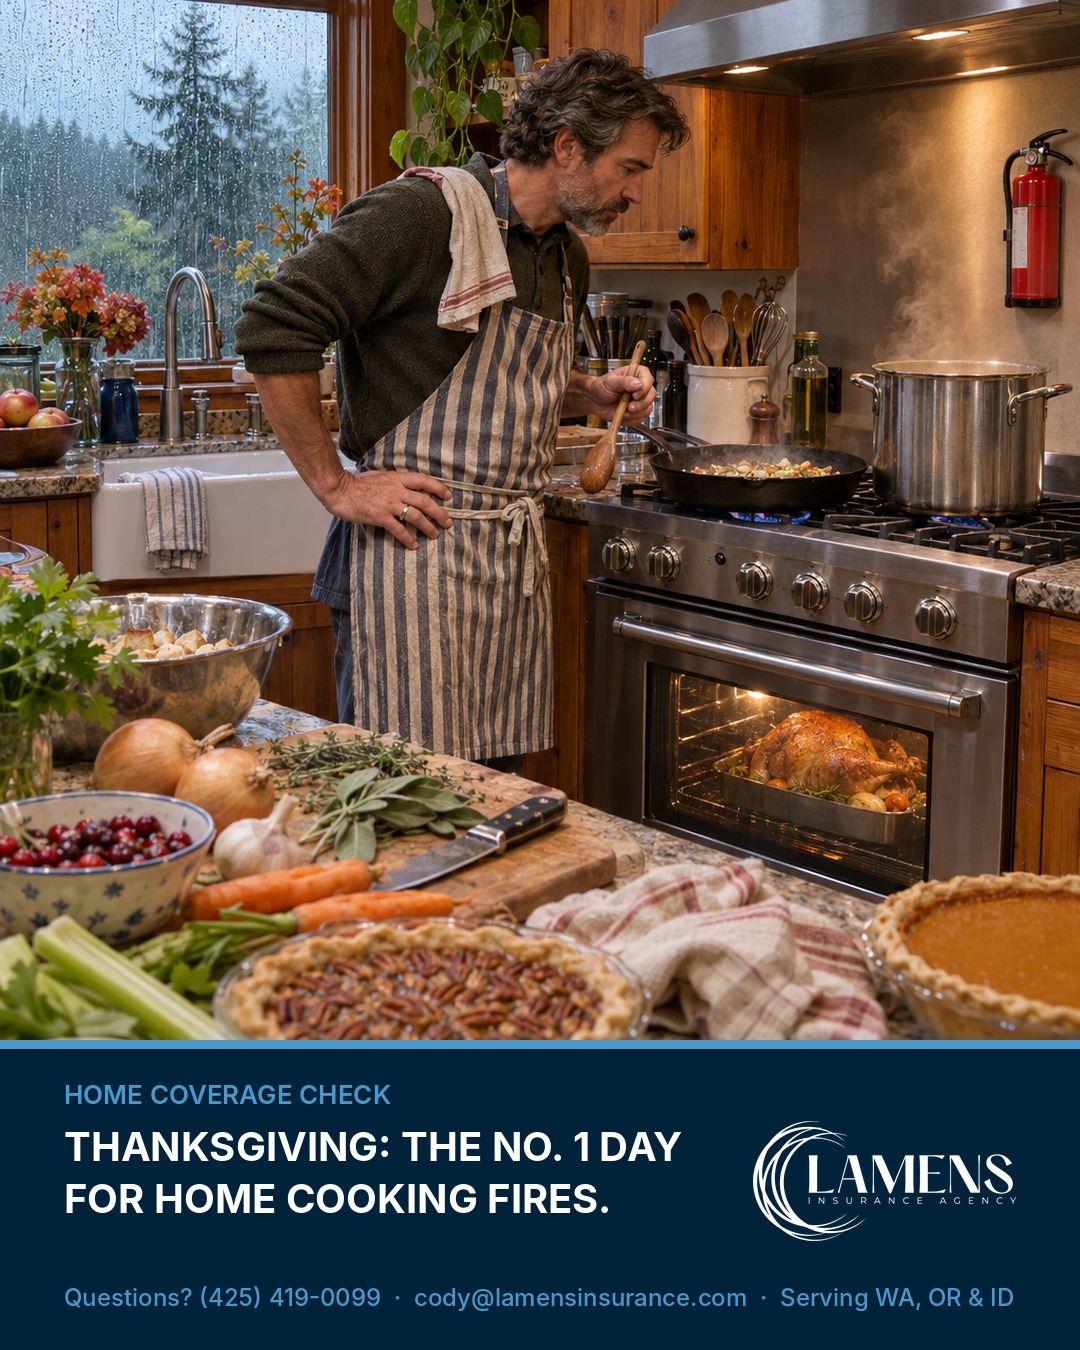 HOME COVERAGE CHECK
THANKSGIVING: THE NO. 1 DAY
FOR HOME COOKING FIRES.
LAMENS
INSURANCE AGENCY
Questions? (425) 419-0099 · cody@lamensinsurance.com · Serving WA, OR & ID